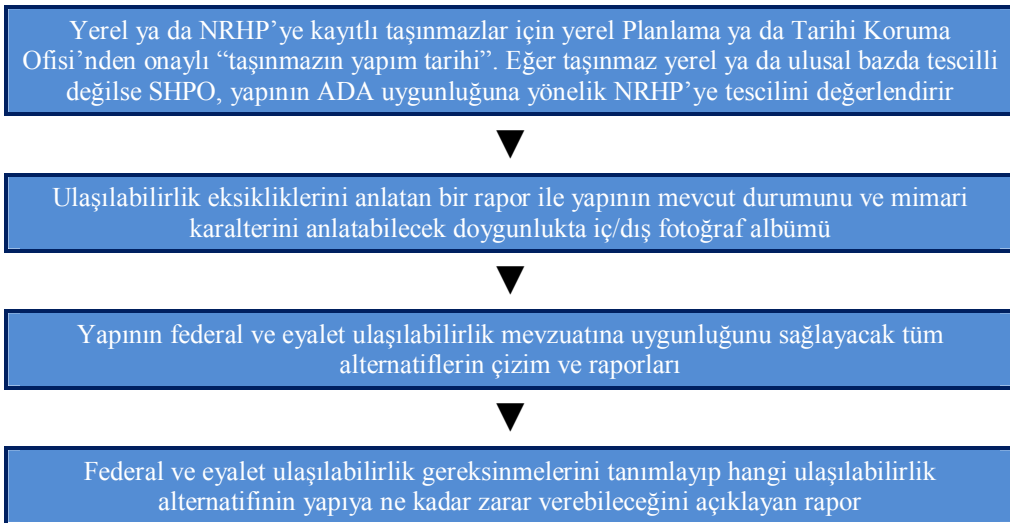 Yerel ya da NRHP’ye kayıtlı taşınmazlar için yerel Planlama ya da Tarihi Koruma
Ofisi’nden onaylı “taşınmazın yapım tarihi”. Eğer taşınmaz yerel ya da ulusal bazda tescilli
değilse SHPO, yapının ADA uygunluğuna yönelik NRHP’ye tescilini değerlendirir
Ulaşılabilirlik eksikliklerini anlatan bir rapor ile yapının mevcut durumunu ve mimari
karalterini anlatabilecek doygunlukta iç/dış fotoğraf albümü
Yapının federal ve eyalet ulaşılabilirlik mevzuatına uygunluğunu sağlayacak tüm
alternatiflerin çizim ve raporları
Federal ve eyalet ulaşılabilirlik gereksinmelerini tanımlayıp hangi ulaşılabilirlik
alternatifinin yapıya ne kadar zarar verebileceğini açıklayan rapor